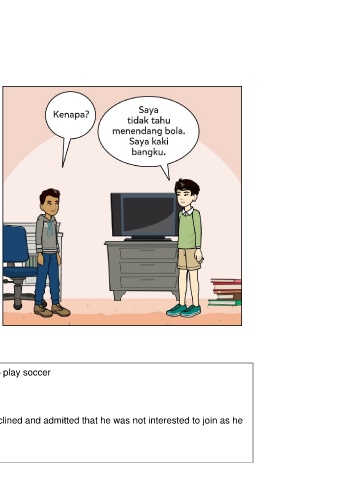 Kenapa?
Saya
tidak tahu
menendang bola.
Saya kaki
bangku.
play soccer
clined and admitted that he was not interested to join as he